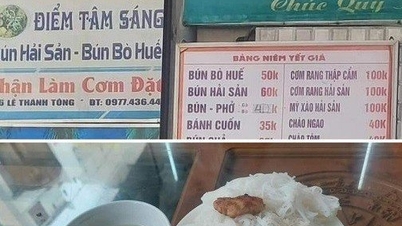 ĐIỂM TÂM SÁNG
ún Hải Sản - Bún Bò Huế
hận Làm Cơm Đặt
LÊ THÁNH TÔNG * ĐT: 0977.436.44
Chúc Quý
BẢNG NIÊM YẾT GIÁ
BÚN BÒ HUẾ 50k
BÚN HẢI SẢN 60k
BÚN - PHỞ
BÁNH CUỐN 35k
BÚN
CƠM RANG THẬP CẨM 100k
CƠM RANG HẢI SẢN 100k
MỲ XÀO HẢI SẢN 100k
CHÁO NGAO 40K
CHÁO TÔM